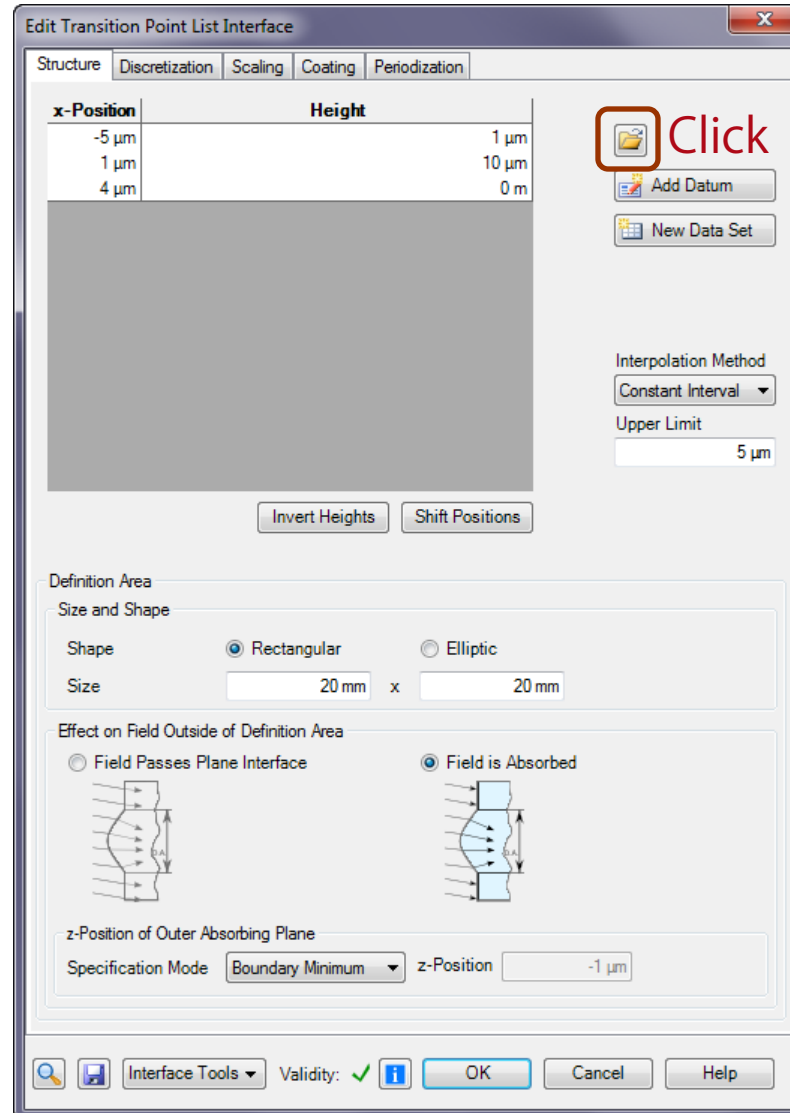 Edit Transition Point List Interface
x
Structure Discretization Scaling Coating Periodization
x-Position Height
-5 µm 1 µm
1 µm 10 µm
4 µm 0 m
Click
Add Datum
New Data Set
Interpolation Method
Constant Interval
Upper Limit
5 µm
Invert Heights Shift Positions
Definition Area
Size and Shape
Shape Rectangular Elliptic
Size 20 mm x 20 mm
Effect on Field Outside of Definition Area
Field Passes Plane Interface Field is Absorbed
D.A. D.A.
z-Position of Outer Absorbing Plane
Specification Mode Boundary Minimum z-Position -1 µm
Interface Tools Validity: i OK Cancel Help